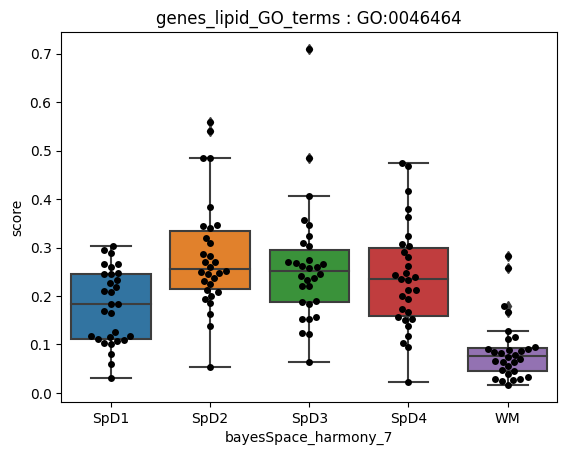 genes_lipid_GO_terms : GO:0046464
0.7
0.6
0.5
0.4
0.3
0.2
0.1
0.0
score
SpD1 SpD2 SpD3 SpD4 WM
bayesSpace_harmony_7